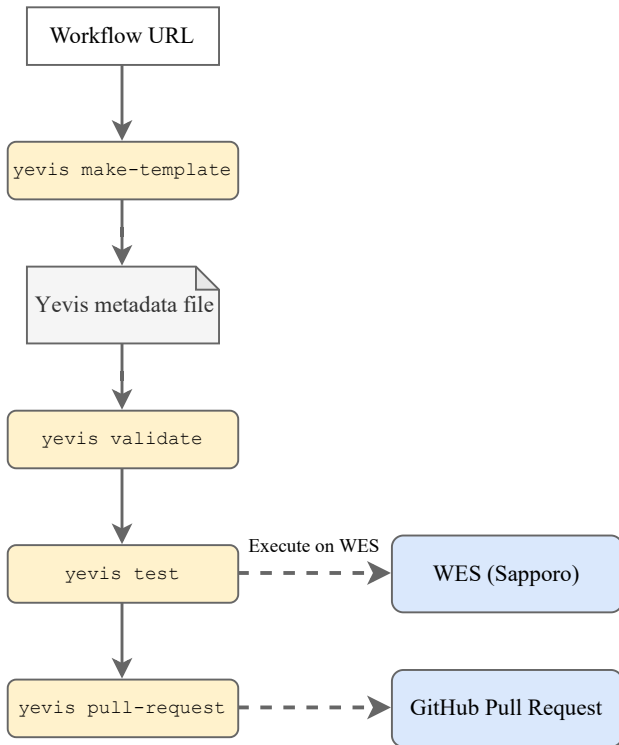 Workflow URL
yevis make-template
Yevis metadata file
yevis validate
Execute on WES
yevis test
WES (Sapporo)
yevis pull-request
GitHub Pull Request